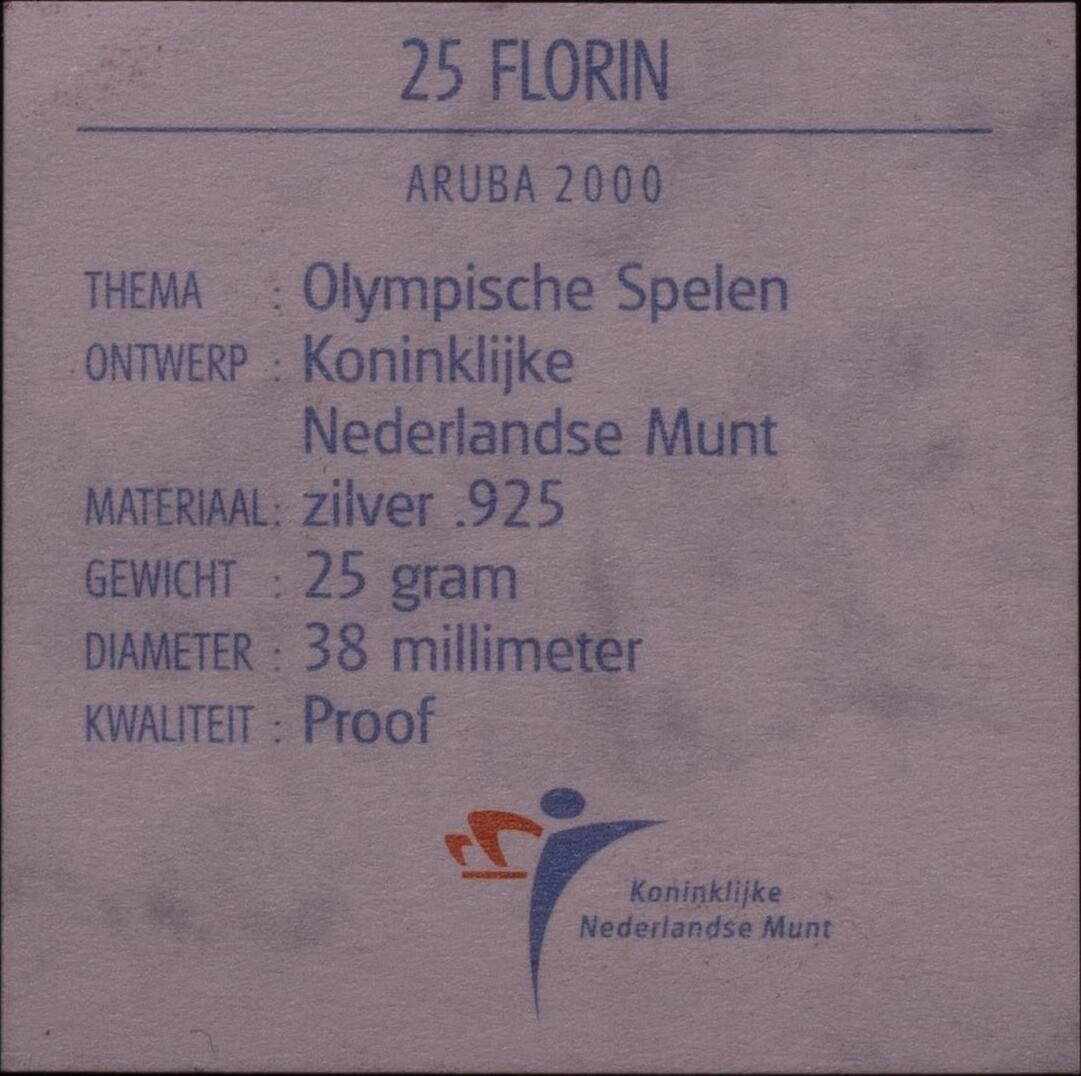 25 FLORIN
ARUBA 2000
THEMA : Olympische Spelen
ONTWERP : Koninklijke
Nederlandse Munt
MATERIAAL: zilver .925
GEWICHT : 25 gram
DIAMETER : 38 millimeter
KWALITEIT : Proof
Koninklijke
Nederlandse Munt